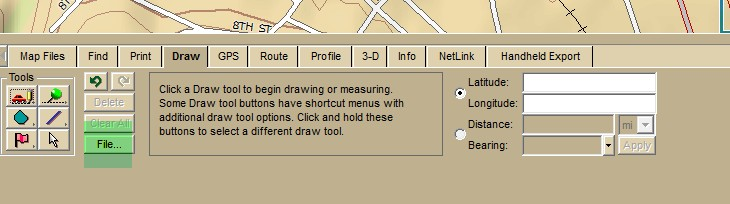 8TH ST
8TH
Map Files Find Print Draw GPS Route Profile 3-D Info NetLink Handheld Export
Tools
Delete
Clear All
File...
Click a Draw tool to begin drawing or measuring.
Some Draw tool buttons have shortcut menus with
additional draw tool options. Click and hold these
buttons to select a different draw tool.
Latitude:
Longitude:
Distance: mi
Bearing: Apply